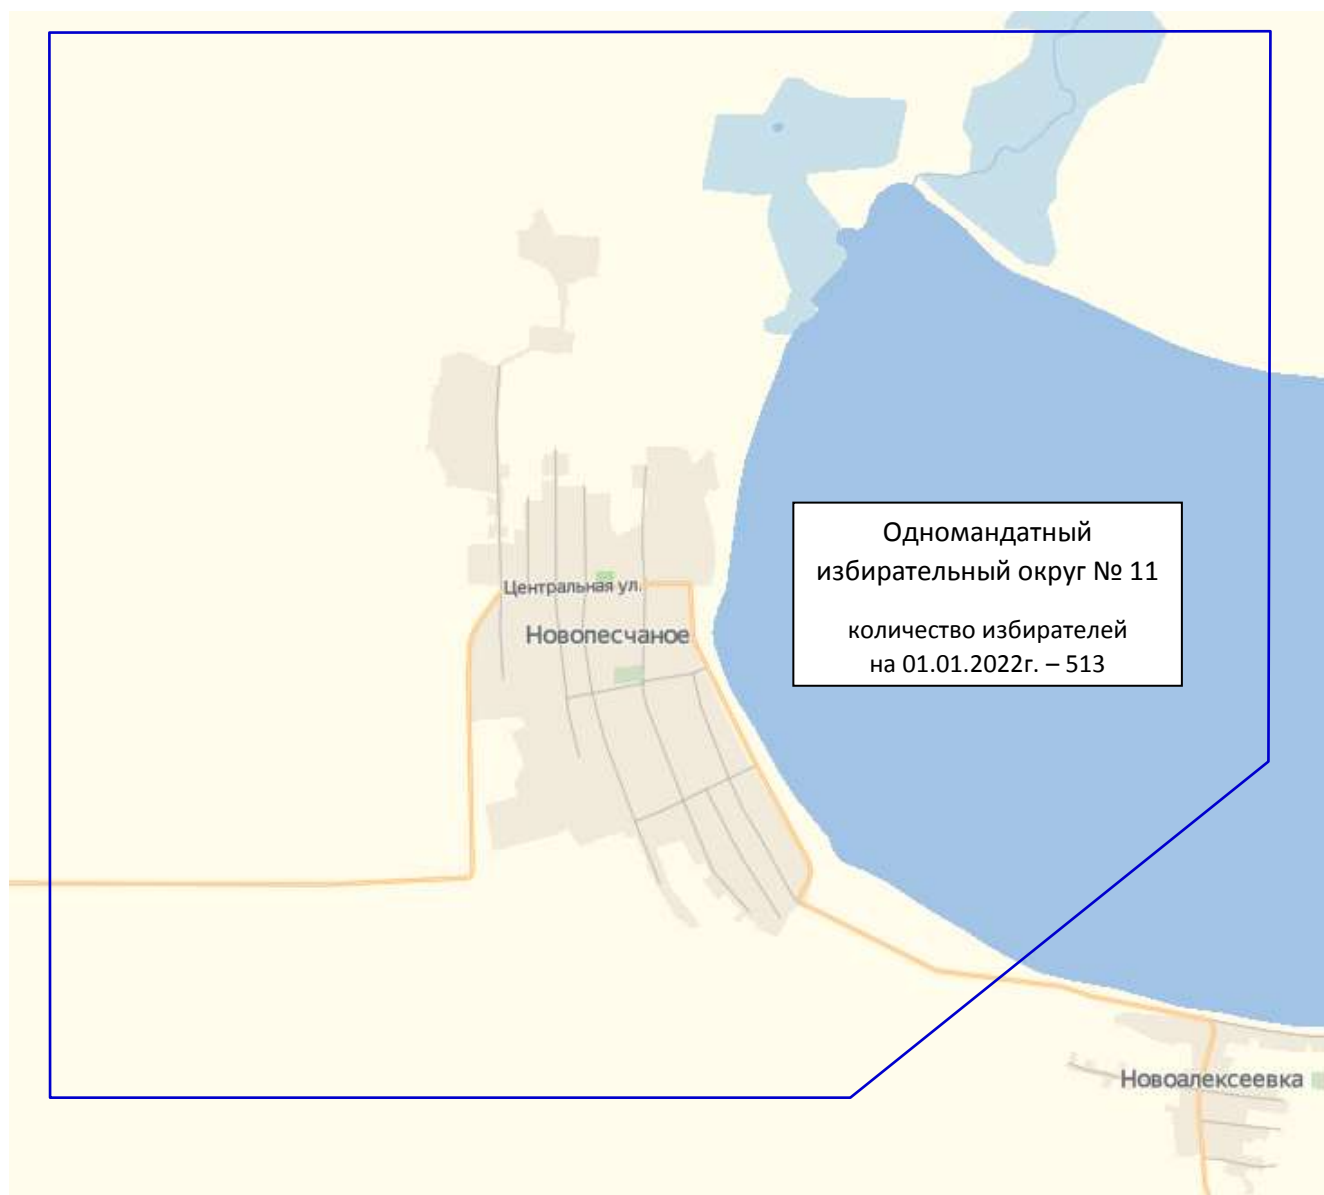 Одномандатный
избирательный округ № 11
количество избирателей
на 01.01.2022г. – 513
Центральная ул.
Новопесчаное
Новоалексеевка